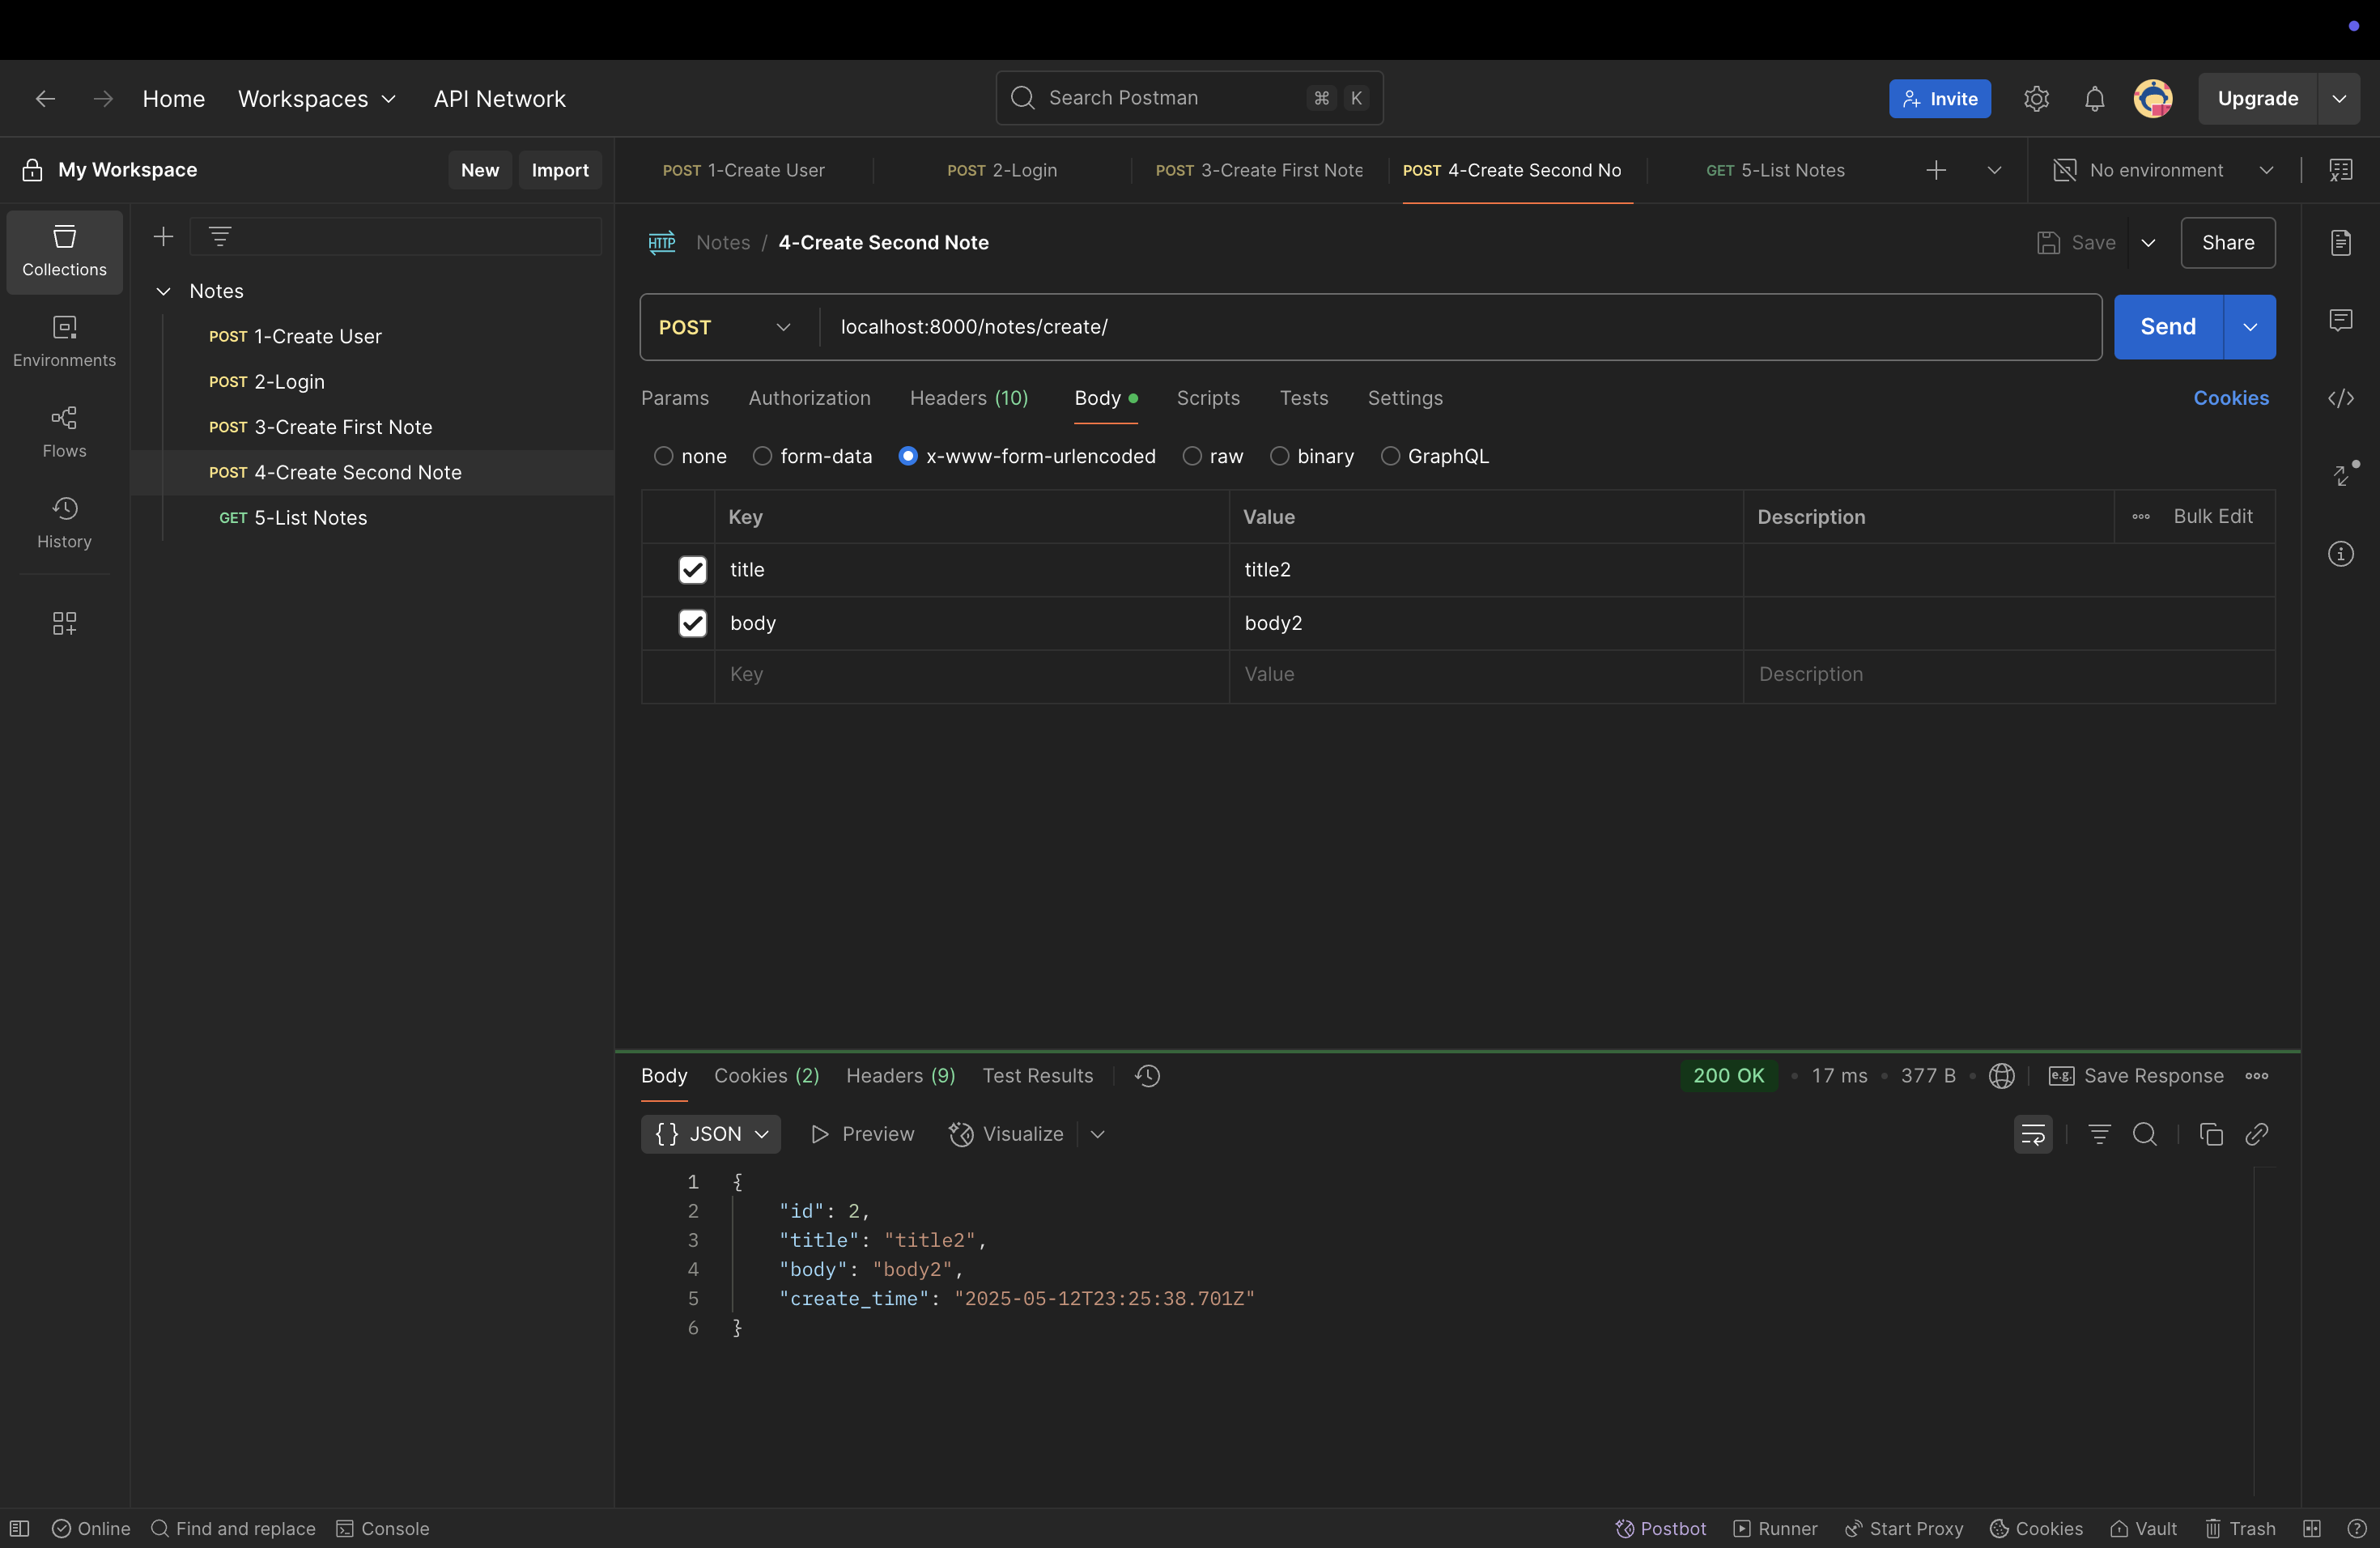 Home Workspaces API Network Search Postman ⌘ K Invite Upgrade
My Workspace New Import
POST 1-Create User POST 2-Login POST 3-Create First Note POST 4-Create Second No GET 5-List Notes No environment
Collections
Environments
Flows
History
Notes
POST 1-Create User
POST 2-Login
POST 3-Create First Note
POST 4-Create Second Note
GET 5-List Notes
HTTP Notes / 4-Create Second Note Save Share
POST localhost:8000/notes/create/ Send
Params Authorization Headers (10) Body Scripts Tests Settings Cookies
none form-data x-www-form-urlencoded raw binary GraphQL
Key Value Description Bulk Edit
title title2
body body2
Key Value Description
Body Cookies (2) Headers (9) Test Results 200 OK • 17 ms • 377 B • e.g. Save Response
{} JSON Preview Visualize
1 {
2 "id": 2,
3 "title": "title2",
4 "body": "body2",
5 "create_time": "2025-05-12T23:25:38.701Z"
6 }
Online Find and replace Console Postbot Runner Start Proxy Cookies Vault Trash